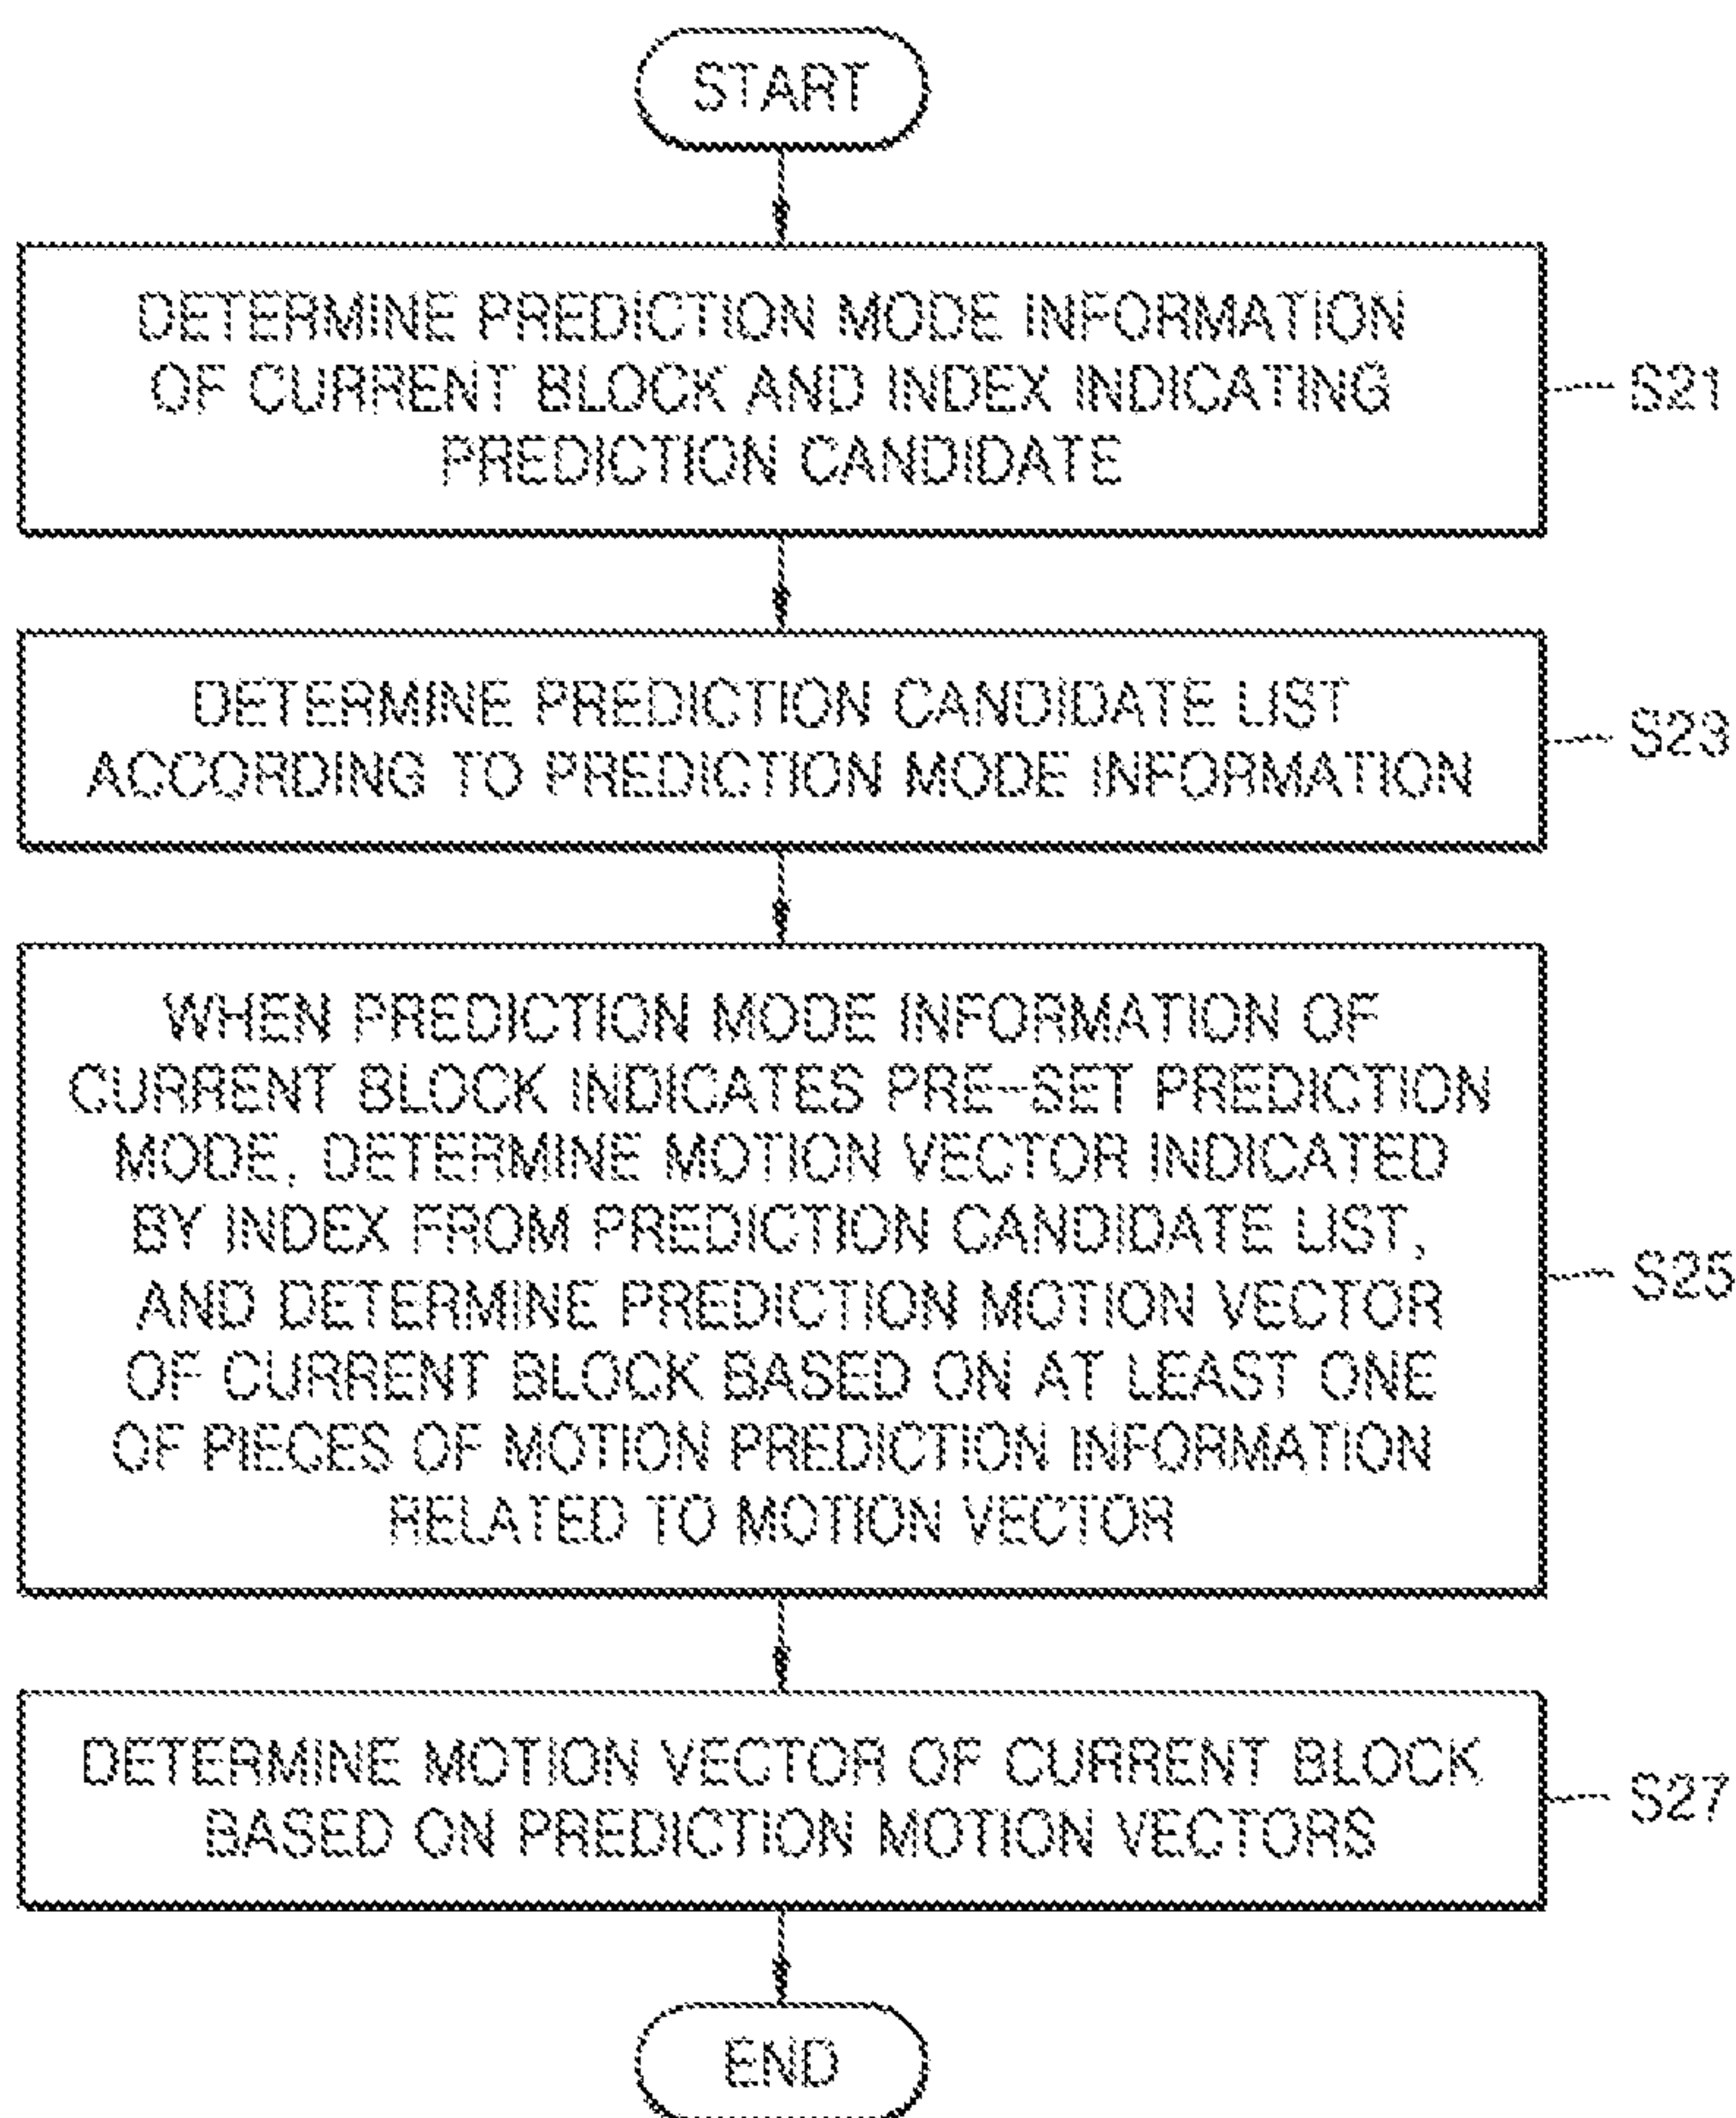 START
DETERMINE PREDICTION MODE INFORMATION
OF CURRENT BLOCK AND INDEX INDICATING
PREDICTION CANDIDATE
S21
DETERMINE PREDICTION CANDIDATE LIST
ACCORDING TO PREDICTION MODE INFORMATION
S23
WHEN PREDICTION MODE INFORMATION OF
CURRENT BLOCK INDICATES PRE-SET PREDICTION
MODE, DETERMINE MOTION VECTOR INDICATED
BY INDEX FROM PREDICTION CANDIDATE LIST,
AND DETERMINE PREDICTION MOTION VECTOR
OF CURRENT BLOCK BASED ON AT LEAST ONE
OF PIECES OF MOTION PREDICTION INFORMATION
RELATED TO MOTION VECTOR
S25
DETERMINE MOTION VECTOR OF CURRENT BLOCK
BASED ON PREDICTION MOTION VECTORS
S27
END